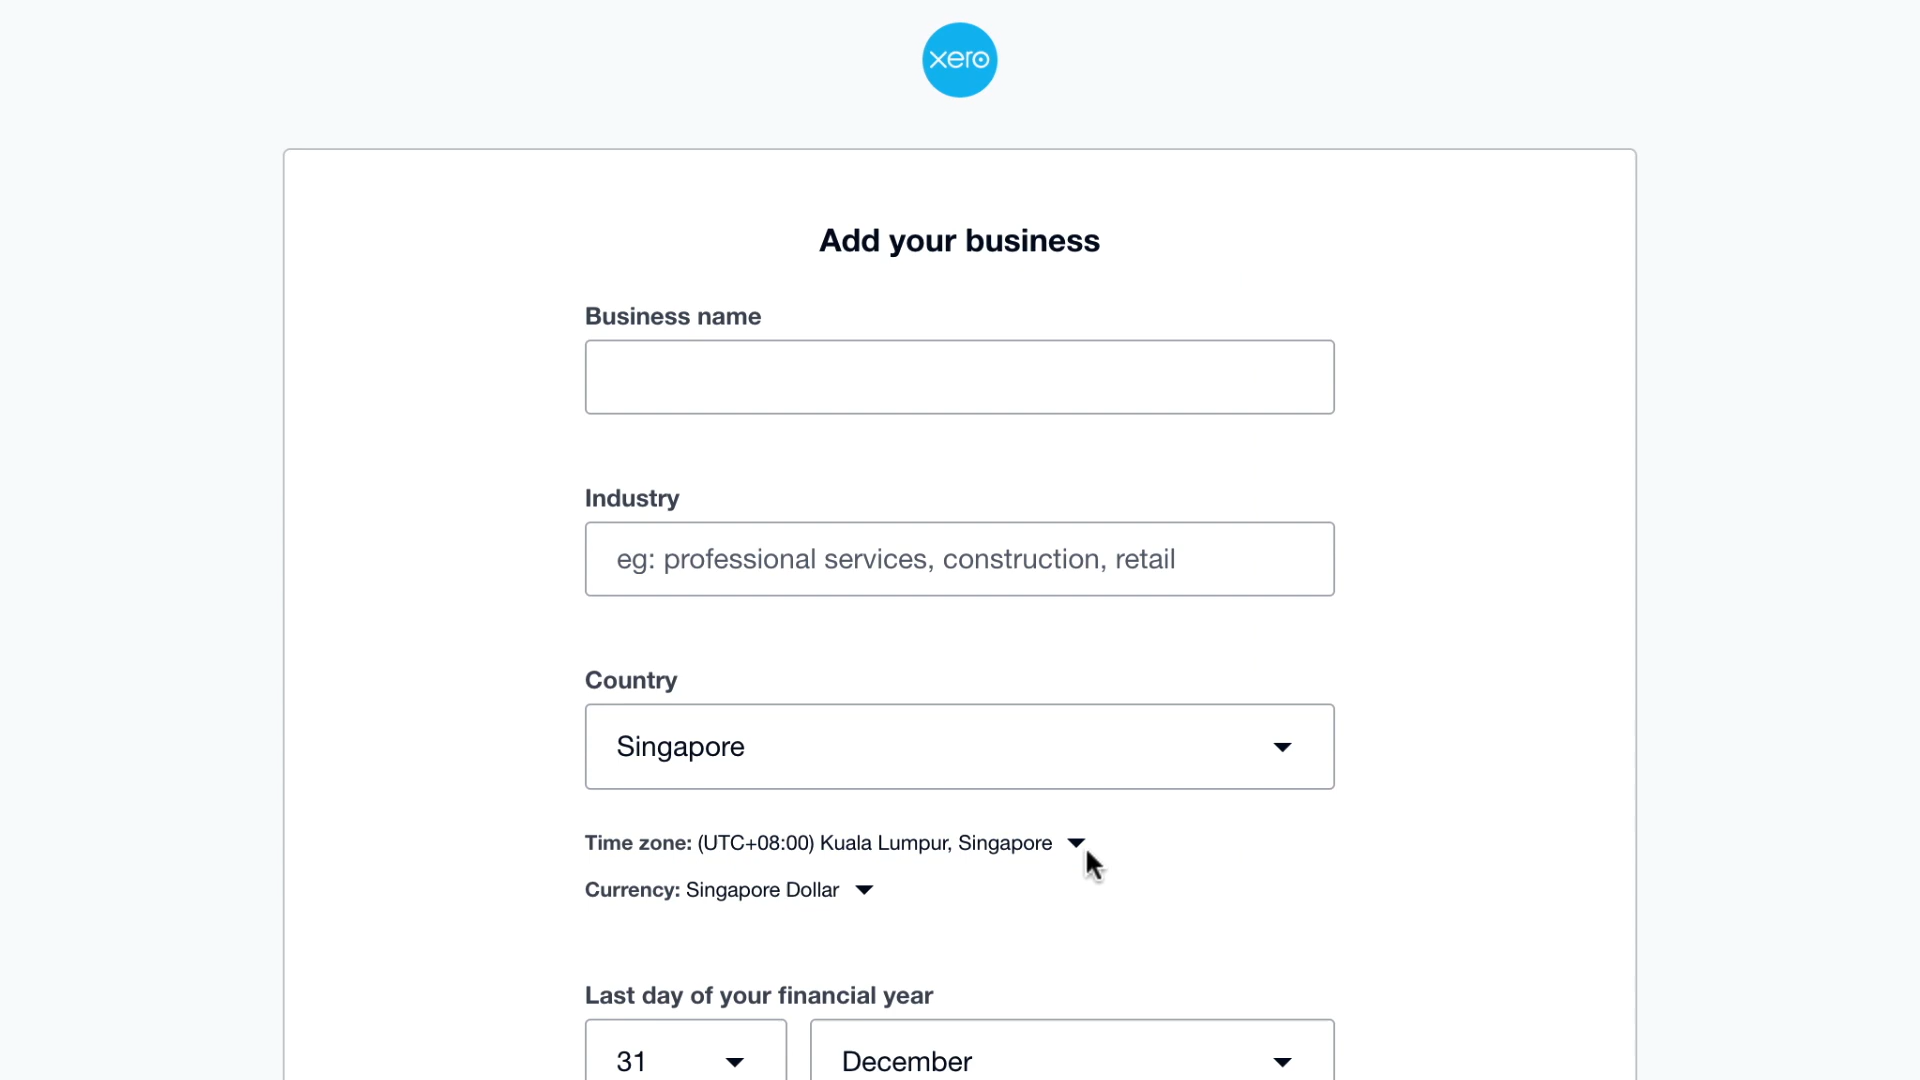 xero
Add your business
Business name
Industry
eg: professional services, construction, retail
Country
Singapore
Time zone: (UTC+08:00) Kuala Lumpur, Singapore
Currency: Singapore Dollar
Last day of your financial year
31 December